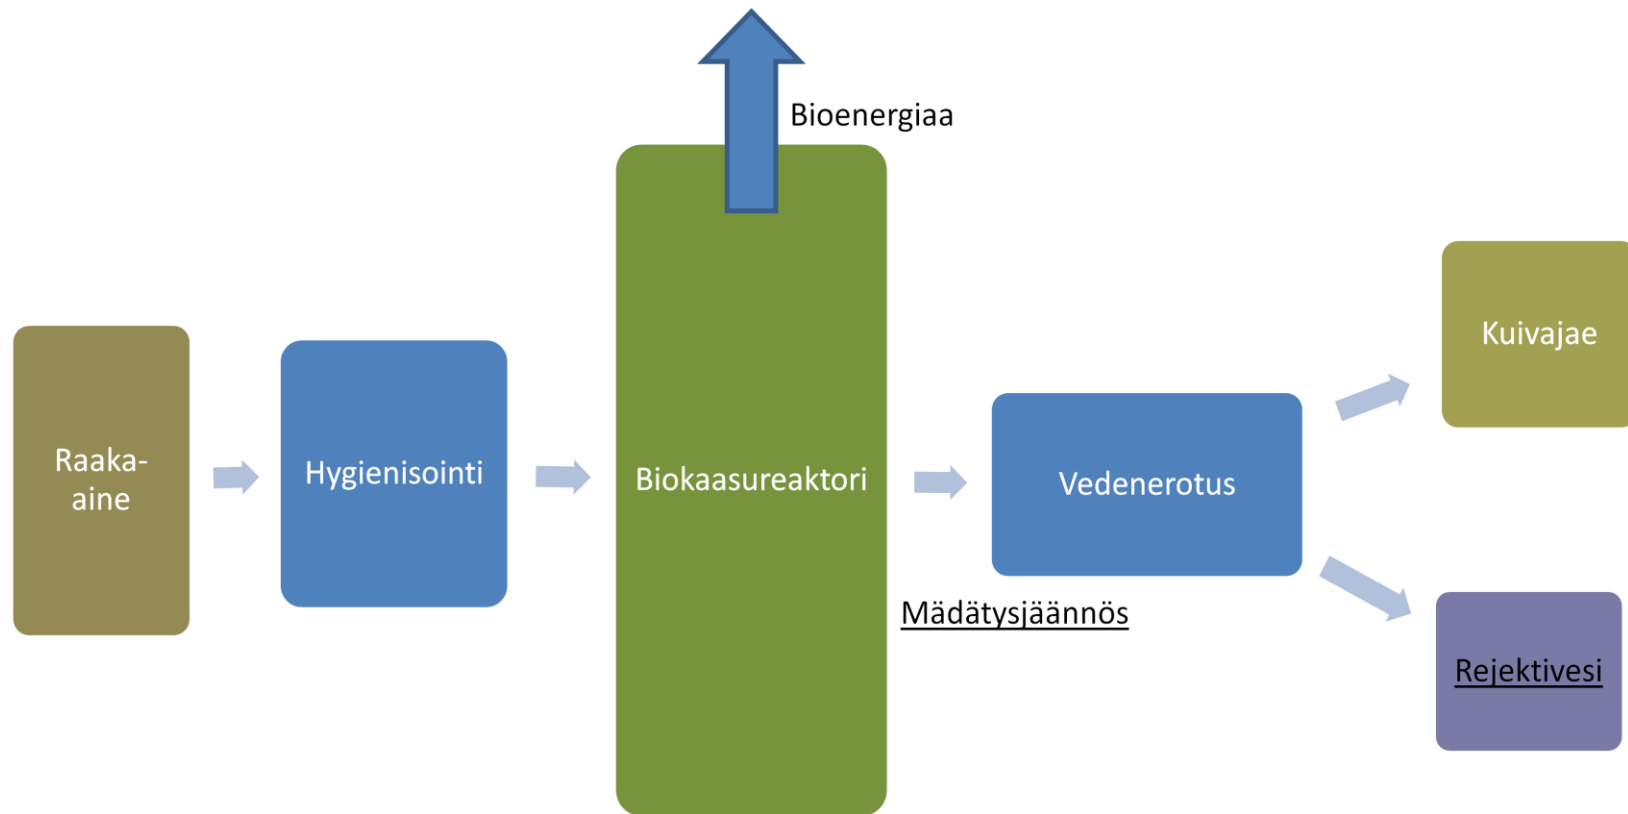 Bioenergiaa
Raaka-
aine
Hygienisointi
Biokaasureaktori
Mädätysjäännös
Vedenerotus
Kuivajae
Rejektivesi